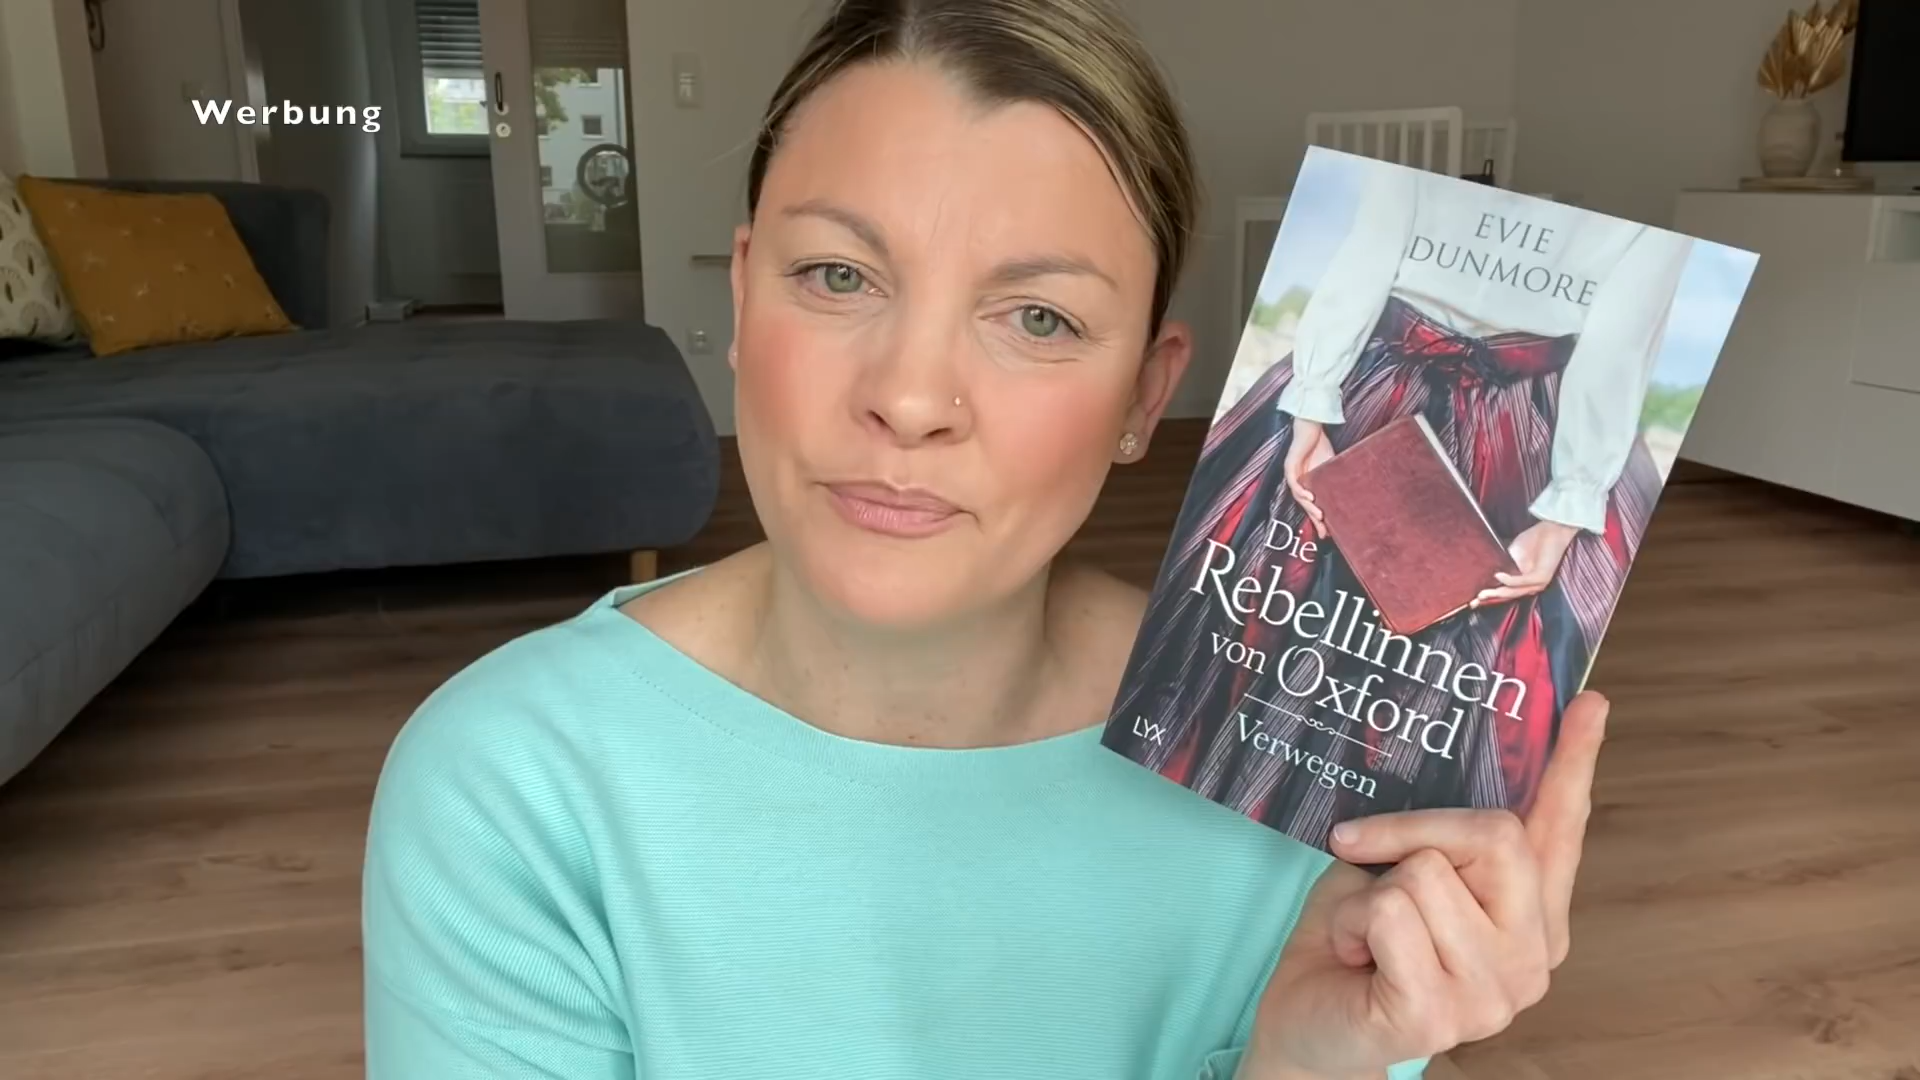 Werbung
EVIE
DUNMORE
Die
Rebellinnen
von Oxford
Verwegen
LYX